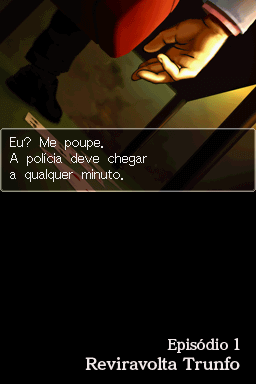 Eu? Me poupe.
A polícia deve chegar
a qualquer minuto.
Episódio 1
Reviravolta Trunfo